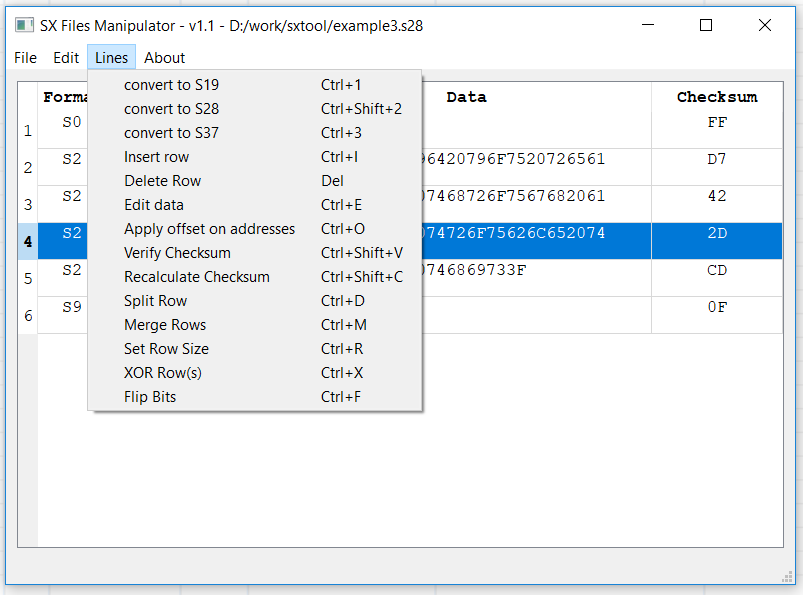 SX Files Manipulator - v1.1 - D:/work/sxtool/example3.s28
File Edit Lines About
Data Checksum
1 S0 FF
2 S2 96420796F7520726561 D7
3 S2 07468726F7567682061 42
4 S2 074726F75626C652074 2D
5 S2 0746869733F CD
6 S9 0F
convert to S19 Ctrl+1
convert to S28 Ctrl+Shift+2
convert to S37 Ctrl+3
Insert row Ctrl+I
Delete Row Del
Edit data Ctrl+E
Apply offset on addresses Ctrl+O
Verify Checksum Ctrl+Shift+V
Recalculate Checksum Ctrl+Shift+C
Split Row Ctrl+D
Merge Rows Ctrl+M
Set Row Size Ctrl+R
XOR Row(s) Ctrl+X
Flip Bits Ctrl+F